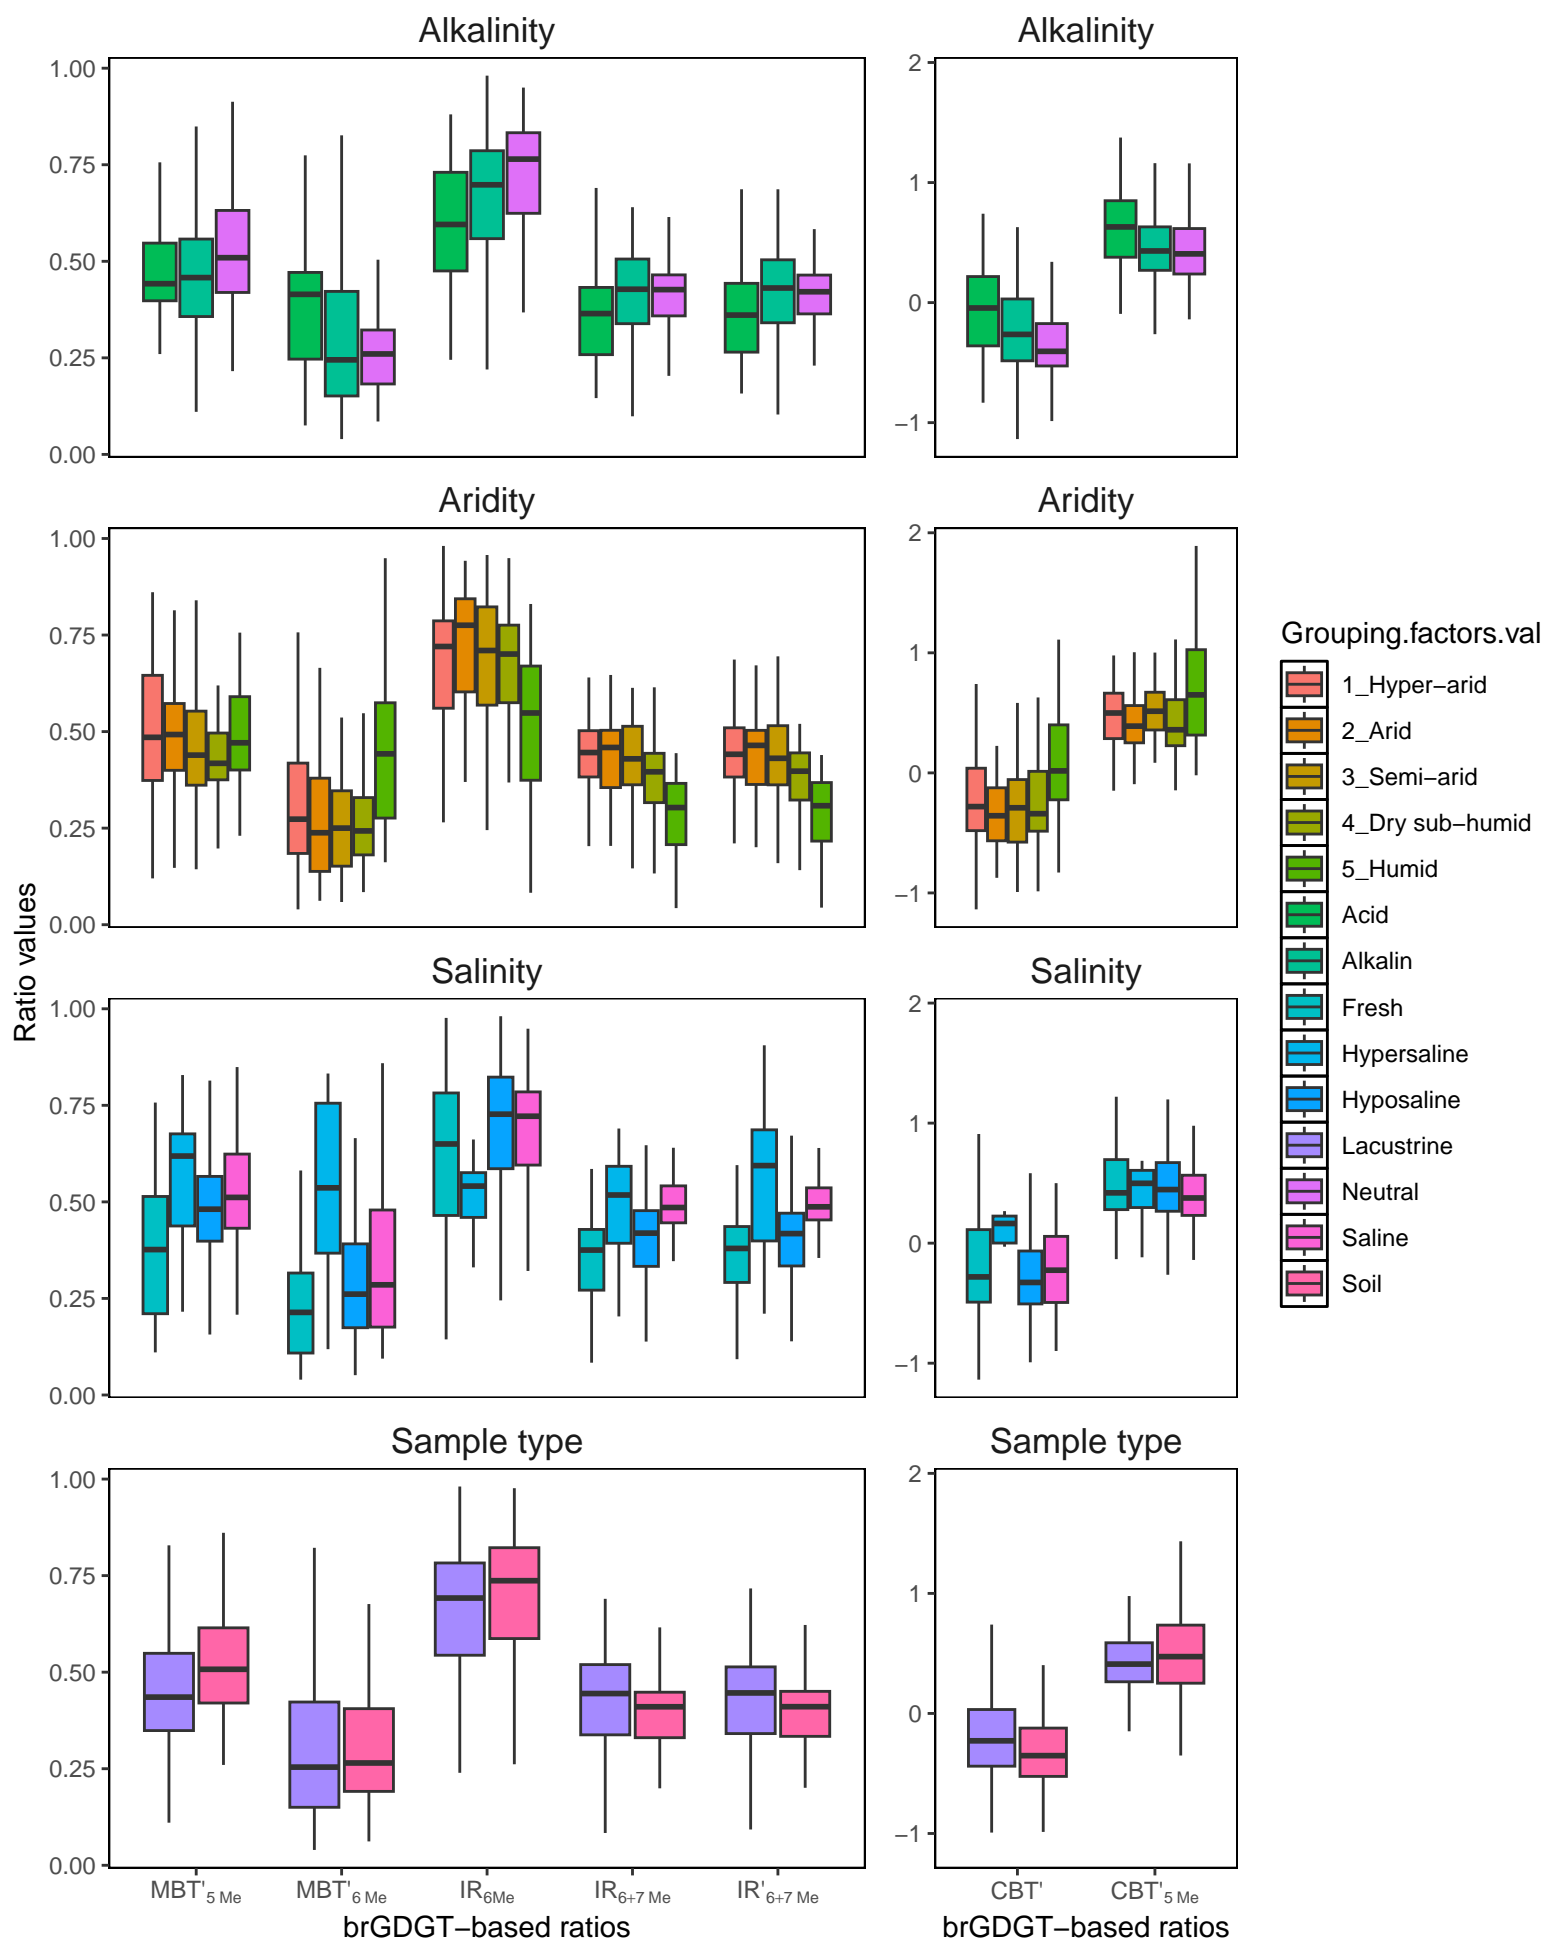 Alkalinity
Alkalinity
1.00
0.75
0.50
0.25
0.00
2
1
0
−1
Aridity
Aridity
1.00
0.75
0.50
0.25
0.00
2
1
0
−1
Ratio values
Salinity
Salinity
1.00
0.75
0.50
0.25
0.00
2
1
0
−1
Sample type
Sample type
1.00
0.75
0.50
0.25
0.00
2
1
0
−1
MBT'5 Me
MBT'6 Me
IR6Me
IR6+7 Me
IR'6+7 Me
CBT'
CBT'5 Me
brGDGT−based ratios
brGDGT−based ratios
Grouping.factors.val
1_Hyper−arid
2_Arid
3_Semi−arid
4_Dry sub−humid
5_Humid
Acid
Alkalin
Fresh
Hypersaline
Hyposaline
Lacustrine
Neutral
Saline
Soil